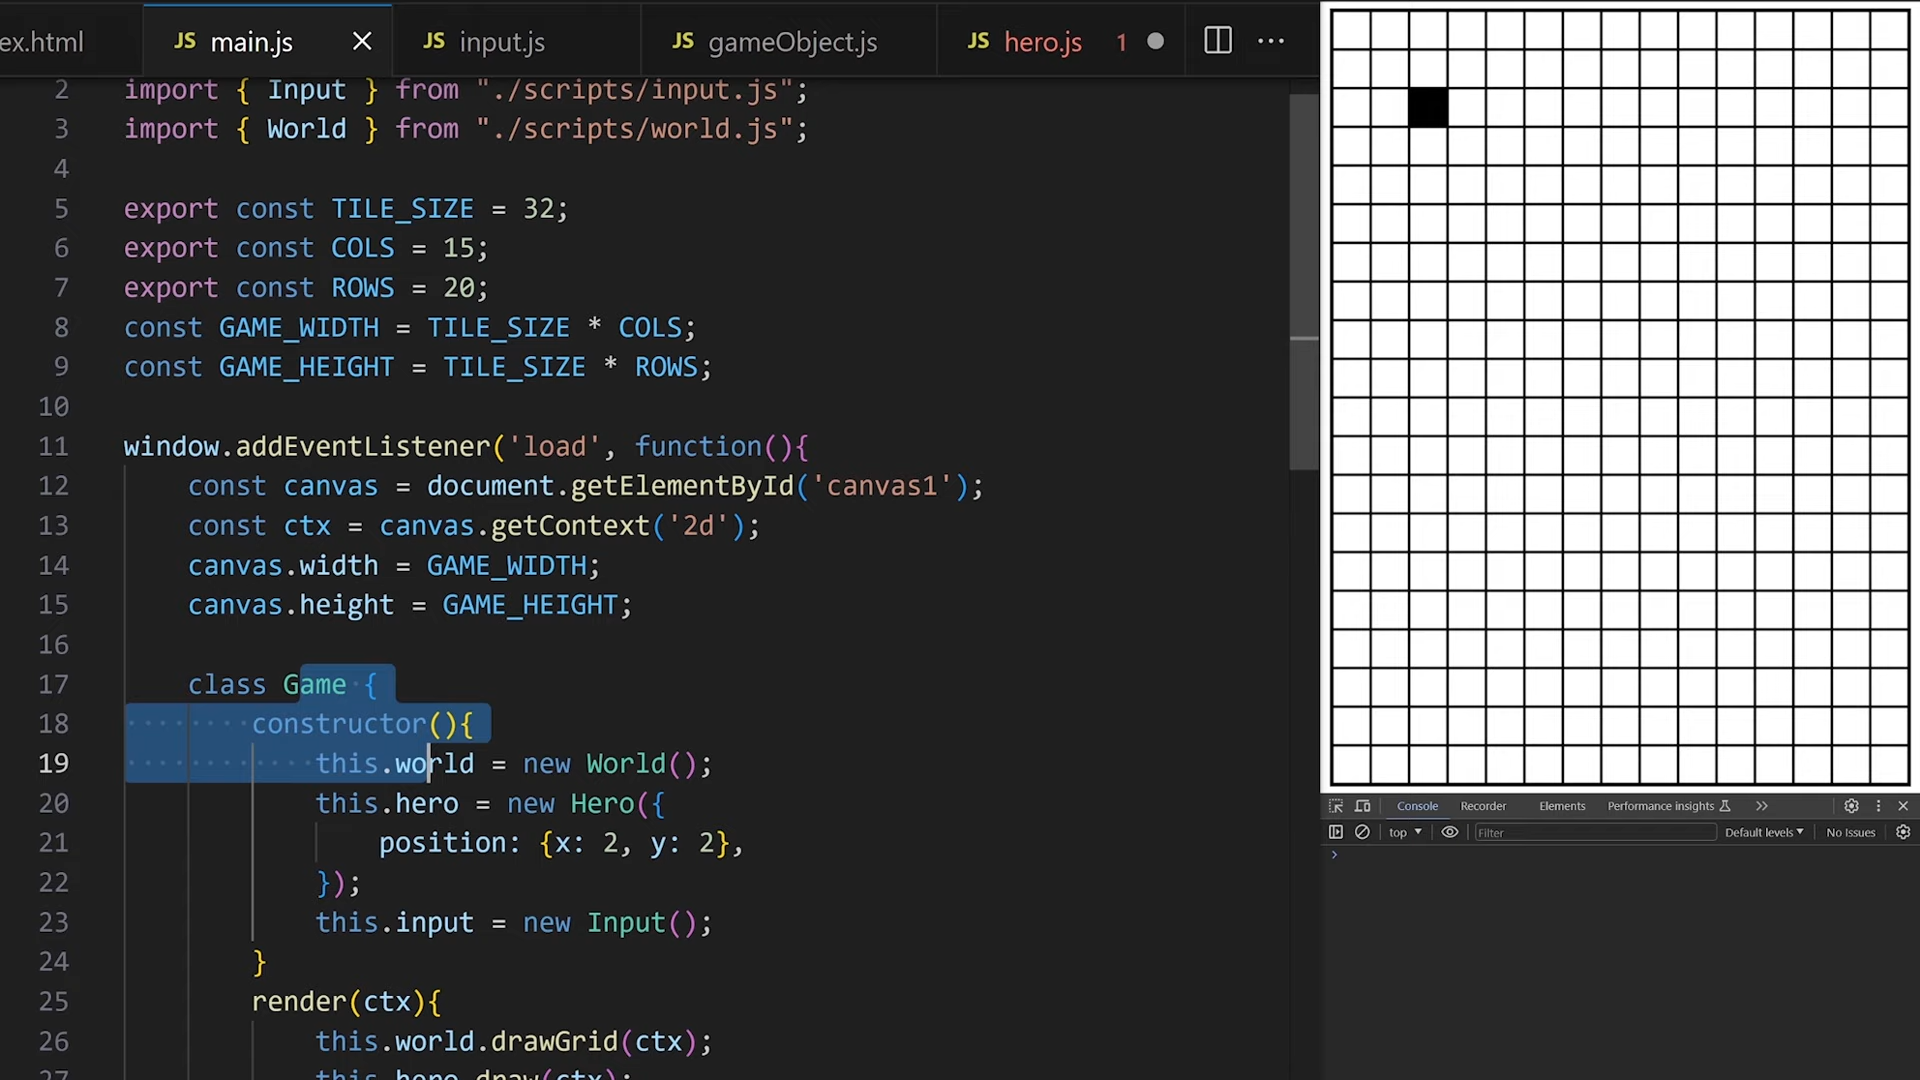 ex.html
JS main.js
JS input.js
JS gameObject.js
JS hero.js 1
2 import { Input } from "./scripts/input.js";
3 import { World } from "./scripts/world.js";
4
5 export const TILE_SIZE = 32;
6 export const COLS = 15;
7 export const ROWS = 20;
8 const GAME_WIDTH = TILE_SIZE * COLS;
9 const GAME_HEIGHT = TILE_SIZE * ROWS;
10
11 window.addEventListener('load', function(){
12 const canvas = document.getElementById('canvas1');
13 const ctx = canvas.getContext('2d');
14 canvas.width = GAME_WIDTH;
15 canvas.height = GAME_HEIGHT;
16
17 class Game {
18 constructor(){
19 this.world = new World();
20 this.hero = new Hero({
21 position: {x: 2, y: 2},
22 });
23 this.input = new Input();
24 }
25 render(ctx){
26 this.world.drawGrid(ctx);
27 this.hero.draw(ctx);
Console Recorder Elements Performance insights
top Filter Default levels No Issues